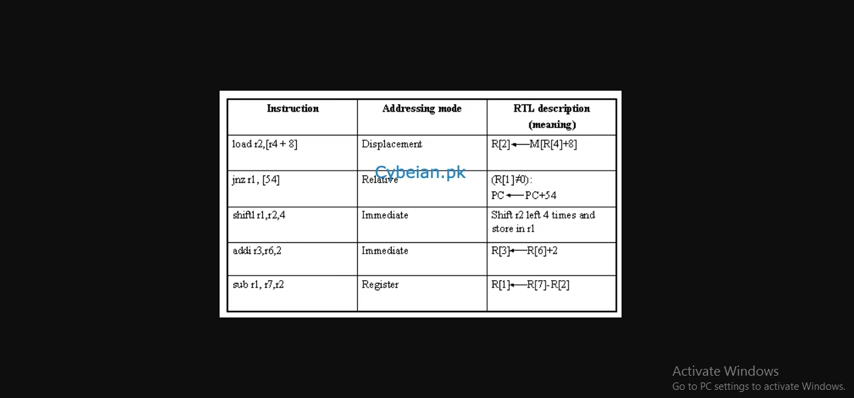 Instruction Addressing mode RTL description
(meaning)
load r2,[r4 + 8] Displacement R[2]←M[R[4]+8]
Cybeian.pk
jnz r1, [54] Relative (R[1]≠0):
PC←PC+54
shiftl r1,r2,4 Immediate Shift r2 left 4 times and
store in r1
addi r3,r6,2 Immediate R[3]←R[6]+2
sub r1, r7,r2 Register R[1]←R[7]-R[2]
Activate Windows
Go to PC settings to activate Windows.